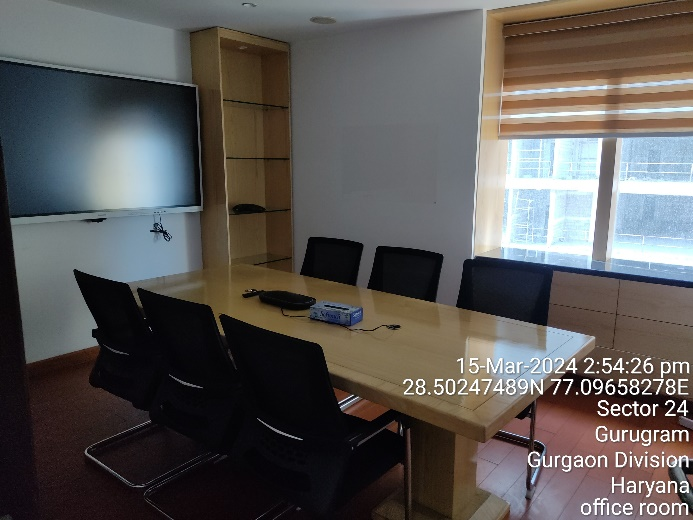 15-Mar-2024 2:54:26 pm
28.50247489N 77.09658278E
Sector 24
Gurugram
Gurgaon Division
Haryana
office room